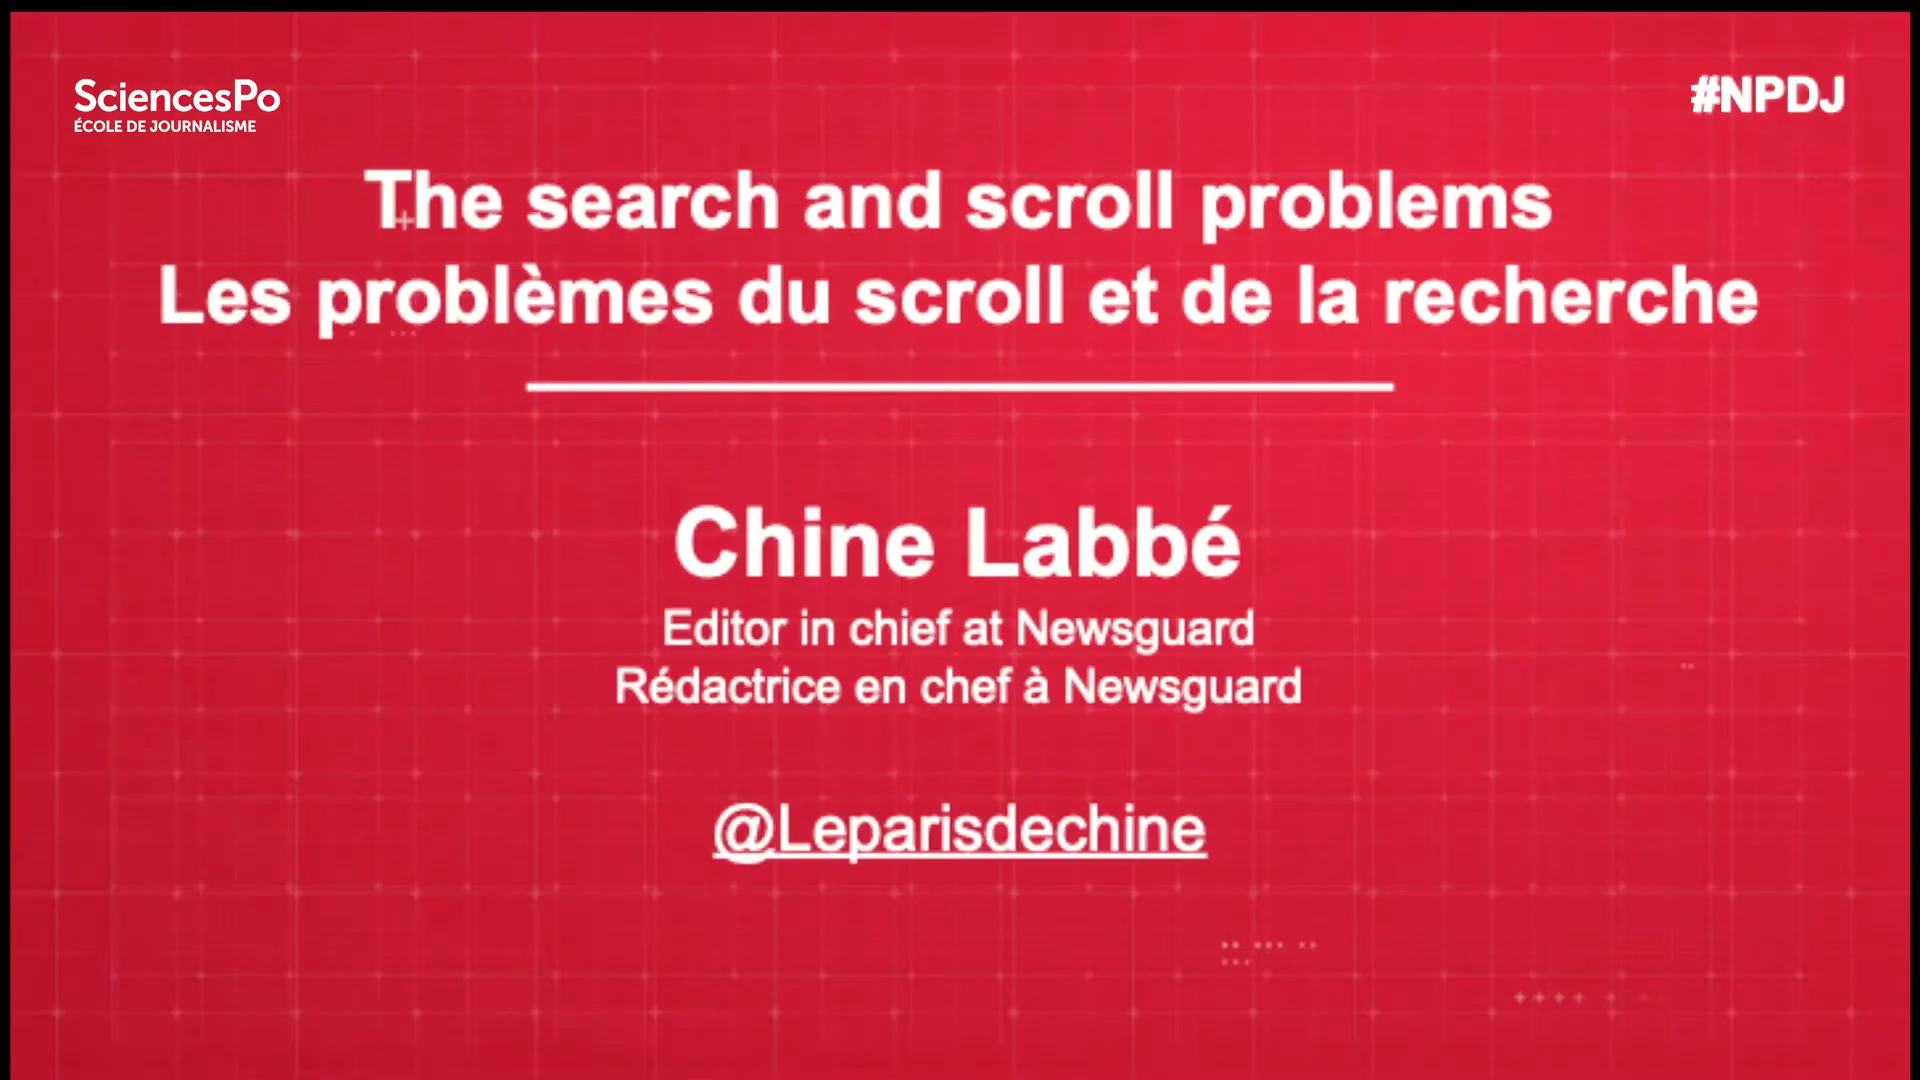 SciencesPo
ÉCOLE DE JOURNALISME
#NPDJ
The search and scroll problems
Les problèmes du scroll et de la recherche
Chine Labbé
Editor in chief at Newsguard
Rédactrice en chef à Newsguard
@Leparisdechine